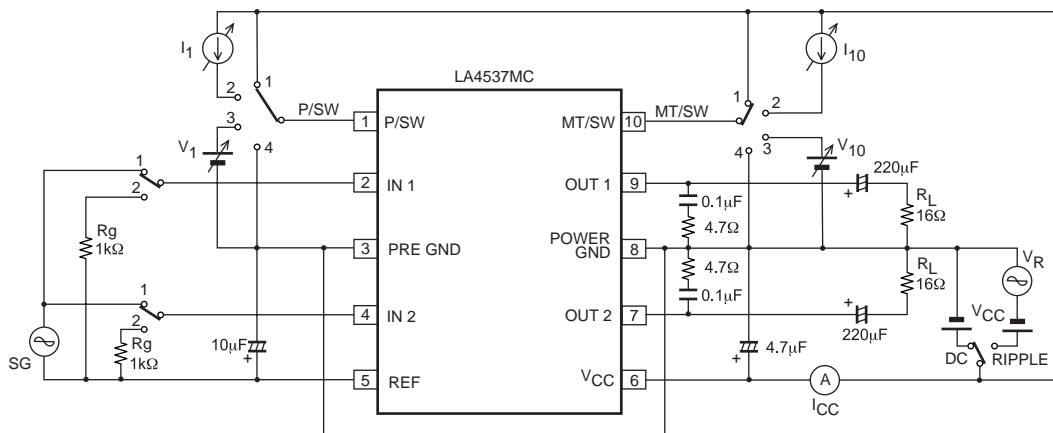 I1
1
2
3
4
P/SW
V1
LA4537MC
1 P/SW
2 IN 1
3 PRE GND
4 IN 2
5 REF
MT/SW 10
OUT 1 9
POWER
GND 8
OUT 2 7
VCC 6
MT/SW
1
2
3
4
I10
V10
220μF
+
RL
16Ω
0.1μF
4.7Ω
4.7Ω
0.1μF
RL
16Ω
+
220μF
1
2
Rg
1kΩ
1
2
Rg
1kΩ
SG
10μF
+
4.7μF
+
A
ICC
VR
VCC
DC
RIPPLE